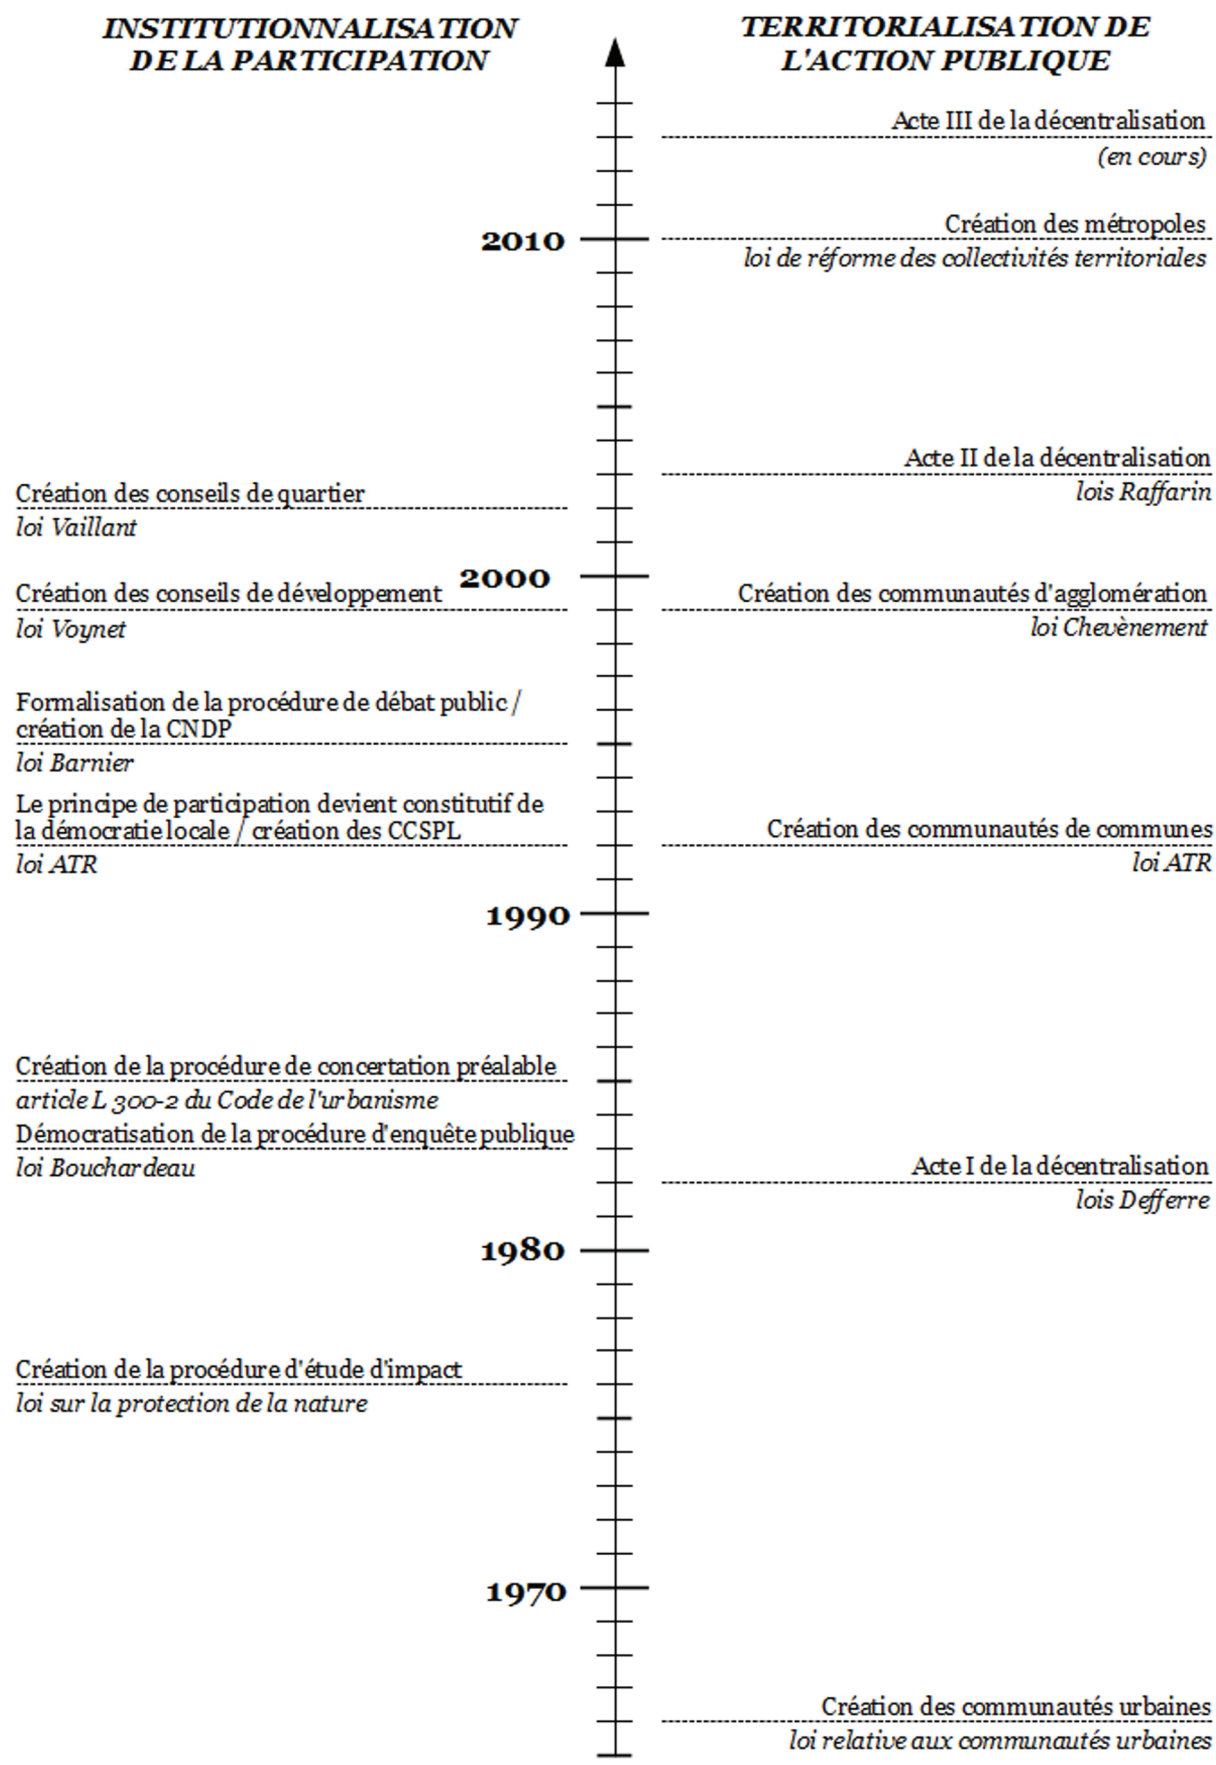 INSTITUTIONNALISATION
DE LA PARTICIPATION
TERRITORIALISATION DE
L'ACTION PUBLIQUE
Acte III de la décentralisation
(en cours)
2010
Création des métropoles
loi de réforme des collectivités territoriales
Acte II de la décentralisation
lois Raffarin
Création des conseils de quartier
loi Vaillant
2000
Création des conseils de développement
loi Voynet
Création des communautés d'agglomération
loi Chevènement
Formalisation de la procédure de débat public /
création de la CNDP
loi Barnier
Le principe de participation devient constitutif de
la démocratie locale / création des CCSPL
loi ATR
Création des communautés de communes
loi ATR
1990
Création de la procédure de concertation préalable
article L 300-2 du Code de l'urbanisme
Démocratisation de la procédure d'enquête publique
loi Bouchardeau
Acte I de la décentralisation
lois Defferre
1980
Création de la procédure d'étude d'impact
loi sur la protection de la nature
1970
Création des communautés urbaines
loi relative aux communautés urbaines